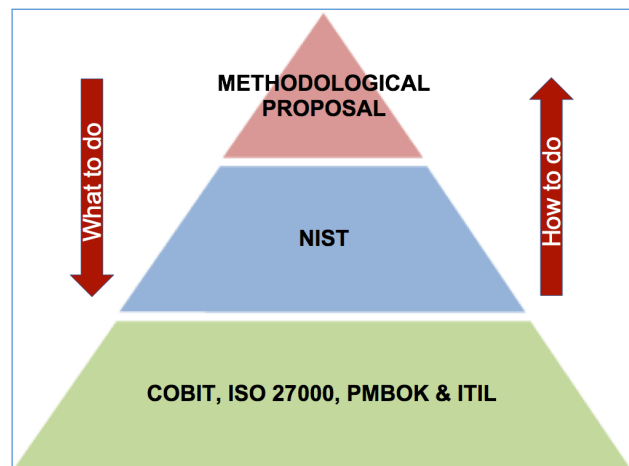 METHODOLOGICAL
PROPOSAL
What to do
How to do
NIST
COBIT, ISO 27000, PMBOK & ITIL